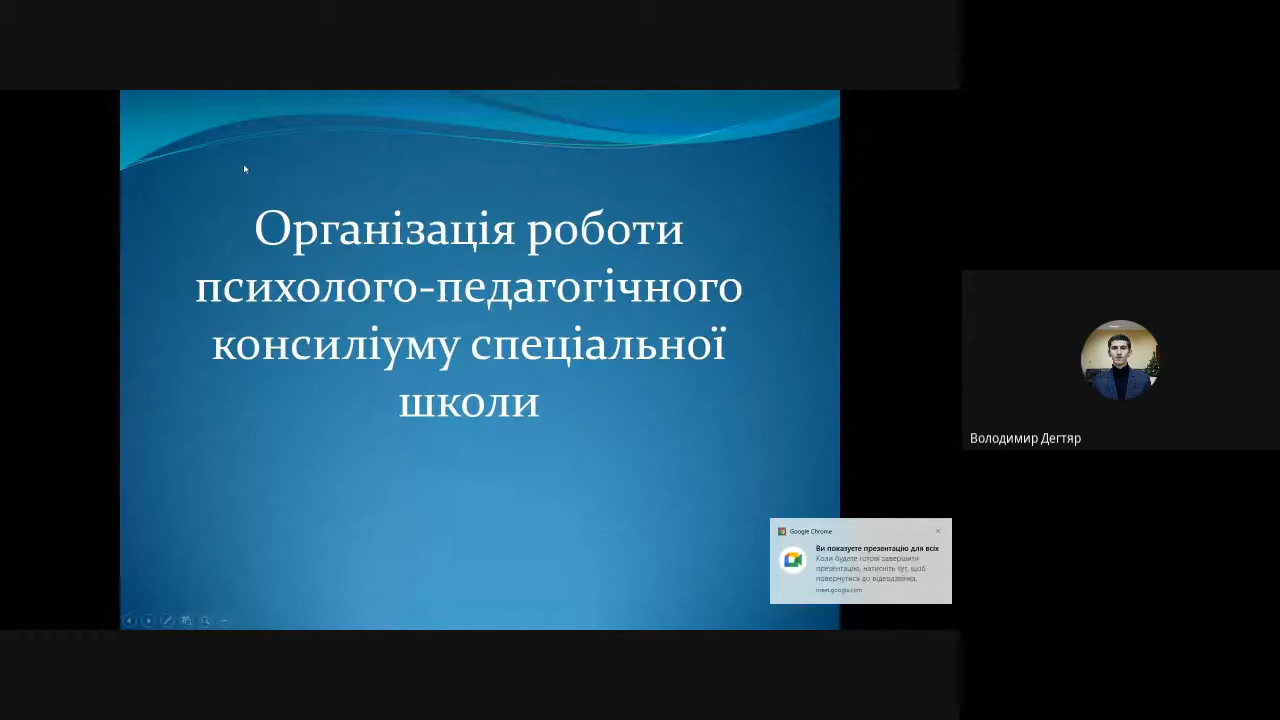 Організація роботи
психолого-педагогічного
консиліуму спеціальної
школи
Володимир Дегтяр
Google Chrome
Ви показуєте презентацію для всіх
Коли будете готові завершити
презентацію, натисніть тут, щоб
повернутися до відеодзвінка.
meet.google.com